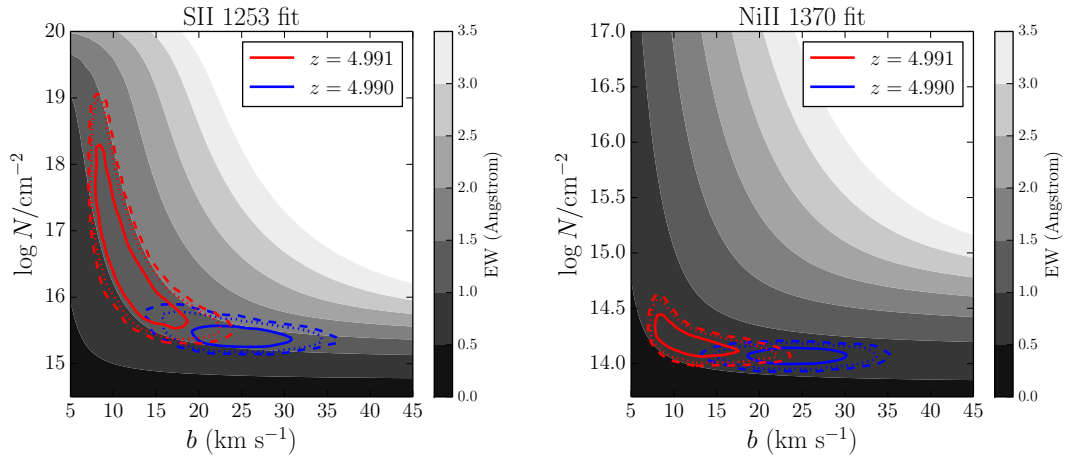 SII 1253 fit
z = 4.991
z = 4.990
20
19
18
17
16
15
log N/cm−2
5 10 15 20 25 30 35 40 45
b (km s−1)
3.5
3.0
2.5
2.0
1.5
1.0
0.5
0.0
EW (Angstrom)
NiII 1370 fit
z = 4.991
z = 4.990
17.0
16.5
16.0
15.5
15.0
14.5
14.0
log N/cm−2
5 10 15 20 25 30 35 40 45
b (km s−1)
3.5
3.0
2.5
2.0
1.5
1.0
0.5
0.0
EW (Angstrom)